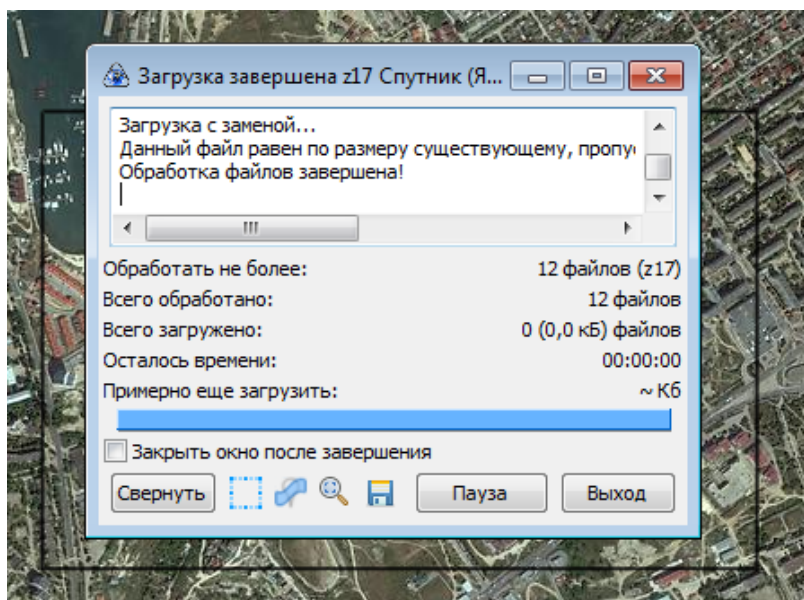 Загрузка завершена z17 Спутник (Я...
Загрузка с заменой...
Данный файл равен по размеру существующему, пропу
Обработка файлов завершена!
Обработать не более: 12 файлов (z17)
Всего обработано: 12 файлов
Всего загружено: 0 (0,0 кБ) файлов
Осталось времени: 00:00:00
Примерно еще загрузить: ~ Кб
Закрыть окно после завершения
Свернуть Пауза Выход